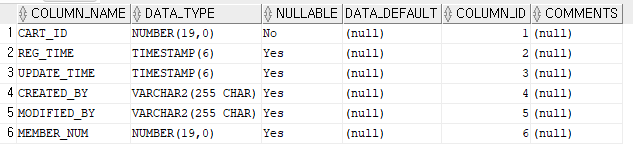 COLUMN_NAME DATA_TYPE NULLABLE DATA_DEFAULT COLUMN_ID COMMENTS
1 CART_ID NUMBER(19,0) No (null) 1 (null)
2 REG_TIME TIMESTAMP(6) Yes (null) 2 (null)
3 UPDATE_TIME TIMESTAMP(6) Yes (null) 3 (null)
4 CREATED_BY VARCHAR2(255 CHAR) Yes (null) 4 (null)
5 MODIFIED_BY VARCHAR2(255 CHAR) Yes (null) 5 (null)
6 MEMBER_NUM NUMBER(19,0) Yes (null) 6 (null)